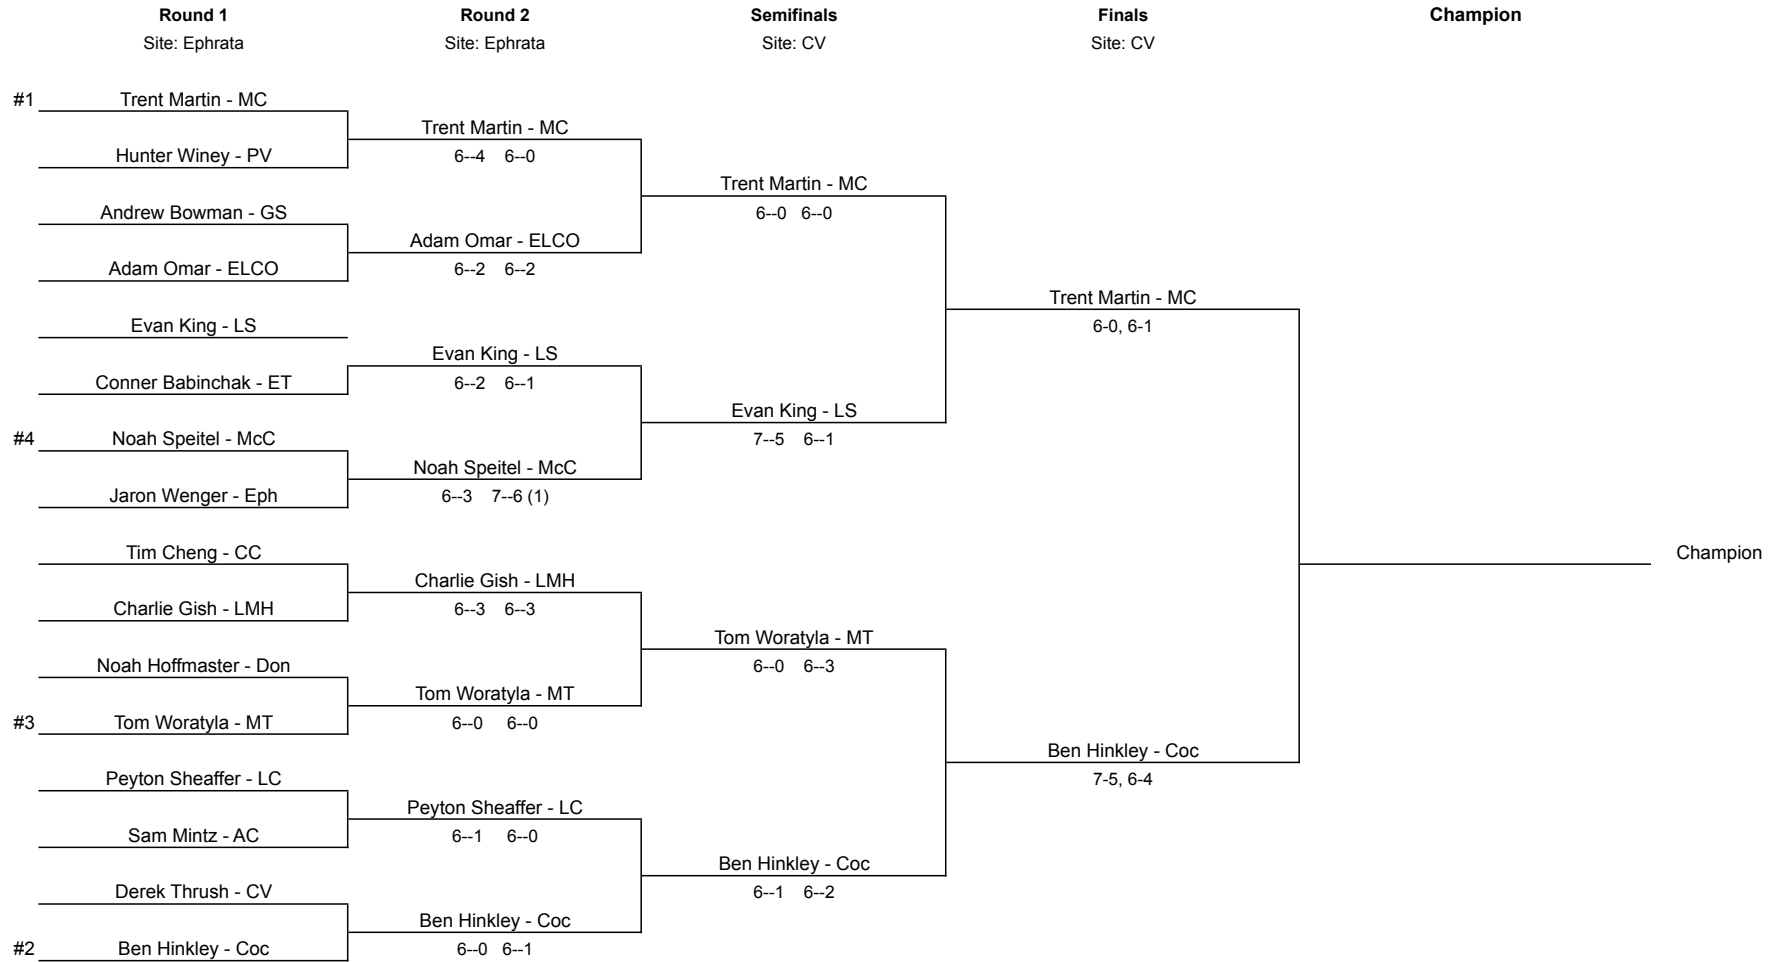 Round 1 Round 2 Semifinals Finals Champion
Site: Ephrata Site: Ephrata Site: CV Site: CV
#1 Trent Martin - MC
Trent Martin - MC
Hunter Winey - PV 6--4 6--0
Trent Martin - MC
Andrew Bowman - GS 6--0 6--0
Adam Omar - ELCO
Adam Omar - ELCO 6--2 6--2
Trent Martin - MC
Evan King - LS 6-0, 6-1
Evan King - LS
Conner Babinchak - ET 6--2 6--1
Evan King - LS
#4 Noah Speitel - McC 7--5 6--1
Noah Speitel - McC
Jaron Wenger - Eph 6--3 7--6 (1)
Tim Cheng - CC Champion
Charlie Gish - LMH
Charlie Gish - LMH 6--3 6--3
Tom Woratyla - MT
Noah Hoffmaster - Don 6--0 6--3
Tom Woratyla - MT
#3 Tom Woratyla - MT 6--0 6--0
Ben Hinkley - Coc
Peyton Sheaffer - LC 7-5, 6-4
Peyton Sheaffer - LC
Sam Mintz - AC 6--1 6--0
Ben Hinkley - Coc
Derek Thrush - CV 6--1 6--2
Ben Hinkley - Coc
#2 Ben Hinkley - Coc 6--0 6--1